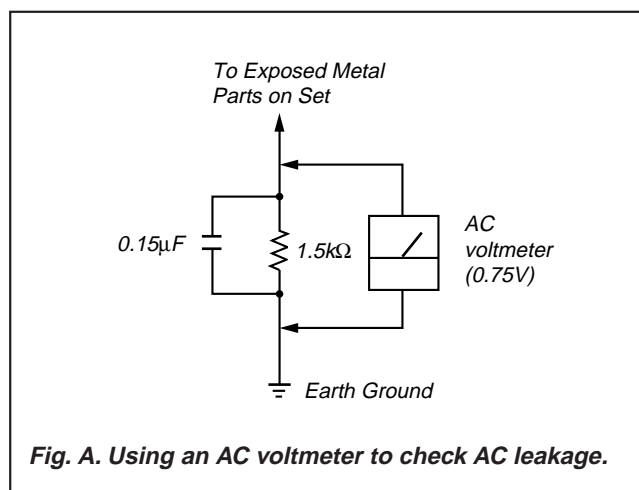 To Exposed Metal
Parts on Set
0.15μF
1.5kΩ
AC
voltmeter
(0.75V)
Earth Ground
Fig. A. Using an AC voltmeter to check AC leakage.